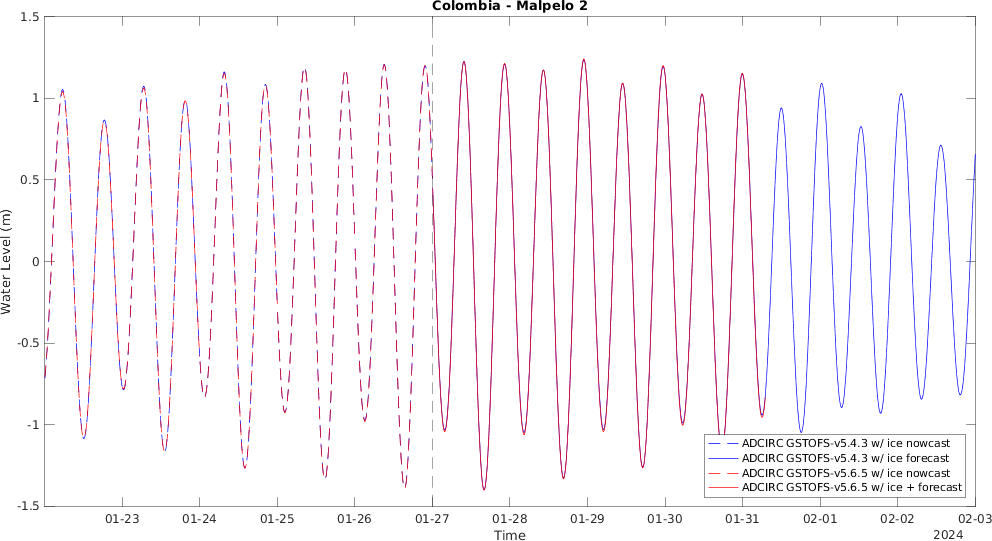 Colombia - Malpelo 2
1.5
1
0.5
0
-0.5
-1
-1.5
Water Level (m)
01-23 01-24 01-25 01-26 01-27 01-28 01-29 01-30 01-31 02-01 02-02 02-03
Time
2024
ADCIRC GSTOFS-v5.4.3 w/ ice nowcast
ADCIRC GSTOFS-v5.4.3 w/ ice forecast
ADCIRC GSTOFS-v5.6.5 w/ ice nowcast
ADCIRC GSTOFS-v5.6.5 w/ ice + forecast